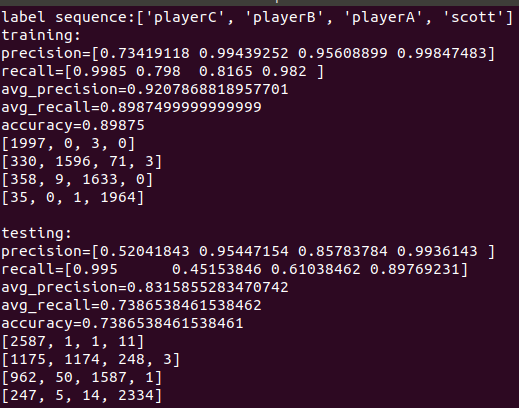 label sequence:['playerC', 'playerB', 'playerA', 'scott']
training:
precision=[0.73419118 0.99439252 0.95608899 0.99847483]
recall=[0.9985 0.798  0.8165 0.982 ]
avg_precision=0.9207868818957701
avg_recall=0.8987499999999999
accuracy=0.89875
[1997, 0, 3, 0]
[330, 1596, 71, 3]
[358, 9, 1633, 0]
[35, 0, 1, 1964]

testing:
precision=[0.52041843 0.95447154 0.85783784 0.9936143 ]
recall=[0.995      0.45153846 0.61038462 0.89769231]
avg_precision=0.8315855283470742
avg_recall=0.7386538461538462
accuracy=0.7386538461538461
[2587, 1, 1, 11]
[1175, 1174, 248, 3]
[962, 50, 1587, 1]
[247, 5, 14, 2334]